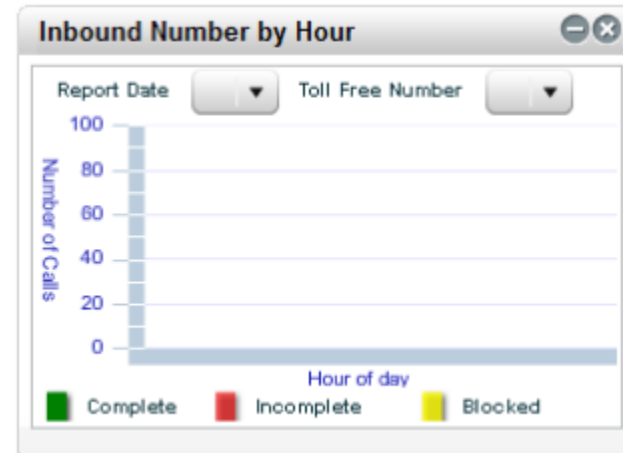 Inbound Number by Hour
Report Date Toll Free Number
100
80
60
40
20
0
Number of Calls
Hour of day
Complete Incomplete Blocked